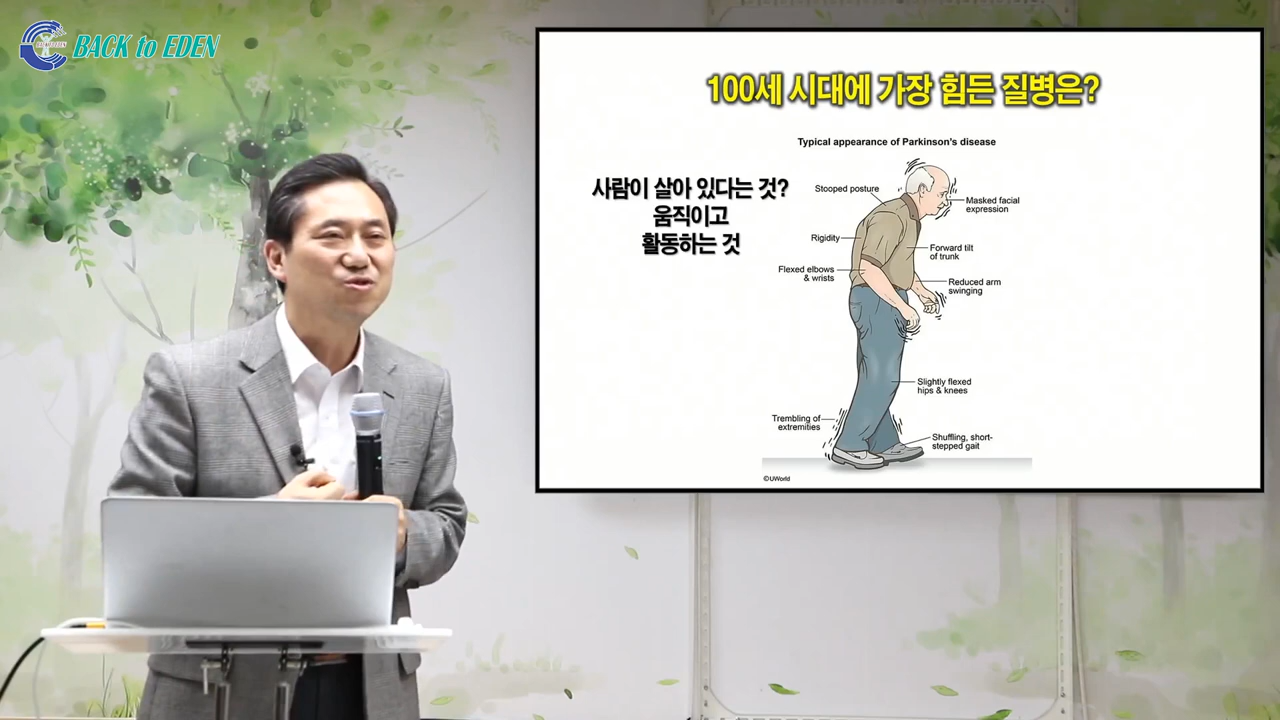 BACK to EDEN
100세 시대에 가장 힘든 질병은?
Typical appearance of Parkinson's disease
사람이 살아 있다는 것?
움직이고
활동하는 것
Stooped posture
Masked facial
expression
Rigidity
Forward tilt
of trunk
Flexed elbows
& wrists
Reduced arm
swinging
Slightly flexed
hips & knees
Trembling of
extremities
Shuffling, short-
stepped gait
©UWorld